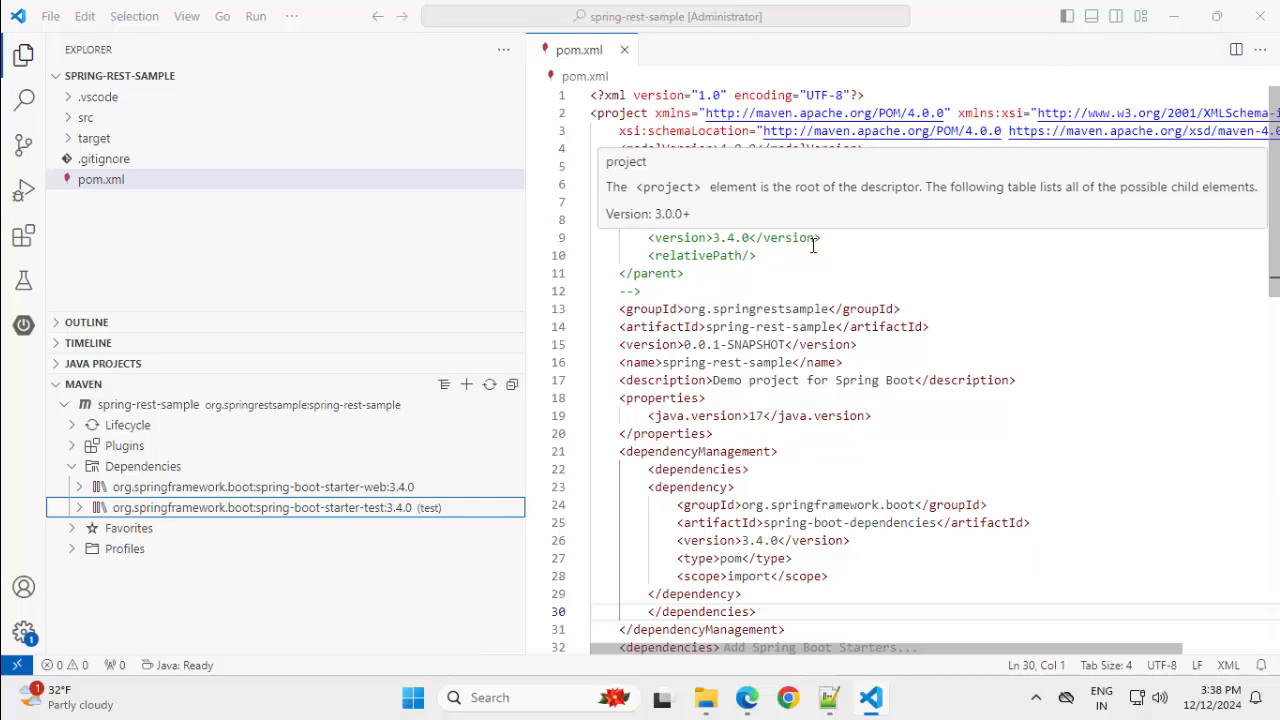 File Edit Selection View Go Run ···
spring-rest-sample [Administrator]
EXPLORER
SPRING-REST-SAMPLE
.vscode
src
target
.gitignore
pom.xml
OUTLINE
TIMELINE
JAVA PROJECTS
MAVEN
spring-rest-sample org.springrestsample:spring-rest-sample
Lifecycle
Plugins
Dependencies
org.springframework.boot:spring-boot-starter-web:3.4.0
org.springframework.boot:spring-boot-starter-test:3.4.0 (test)
Favorites
Profiles
pom.xml
pom.xml
1 <?xml version="1.0" encoding="UTF-8"?>
2 <project xmlns="http://maven.apache.org/POM/4.0.0" xmlns:xsi="http://www.w3.org/2001/XMLSchema-i
3 xsi:schemaLocation="http://maven.apache.org/POM/4.0.0 https://maven.apache.org/xsd/maven-4.0
4 <modelVersion>4.0.0</modelVersion>
5
project
6
The <project> element is the root of the descriptor. The following table lists all of the possible child elements.
7
Version: 3.0.0+
8
9 <version>3.4.0</version>
10 <relativePath/>
11 </parent>
12 -->
13 <groupId>org.springrestsample</groupId>
14 <artifactId>spring-rest-sample</artifactId>
15 <version>0.0.1-SNAPSHOT</version>
16 <name>spring-rest-sample</name>
17 <description>Demo project for Spring Boot</description>
18 <properties>
19 <java.version>17</java.version>
20 </properties>
21 <dependencyManagement>
22 <dependencies>
23 <dependency>
24 <groupId>org.springframework.boot</groupId>
25 <artifactId>spring-boot-dependencies</artifactId>
26 <version>3.4.0</version>
27 <type>pom</type>
28 <scope>import</scope>
29 </dependency>
30 </dependencies>
31 </dependencyManagement>
32 <dependencies> Add Spring Boot Starters...
1
0 0 0 Java: Ready
Ln 30, Col 1 Tab Size: 4 UTF-8 LF XML
1
32°F
Partly cloudy
Search
ENG
IN
3:38 PM
12/12/2024